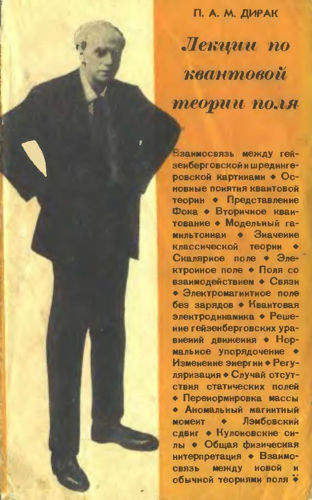 П. А. М. ДИРАК
Лекции по
квантовой
теории поля
Взаимосвязь между гей-
зенберговской и шредингe-
ровской картинами ◆ Ос-
новные понятия квантовой
теории ◆ Представление
Фока ◆ Вторичное кван-
тование ◆ Модельный га-
мильтониан ◆ Значение
классической теории ◆
Скалярное поле ◆ Элек-
тронное поле ◆ Поля со
взаимодействием ◆ Связи
◆ Электромагнитное поле
без зарядов ◆ Квантовая
электродинамика ◆ Реше-
ние гейзенберговских урав-
нений движения ◆ Нор-
мальное упорядочение ◆
Изменение энергии ◆ Регу-
ляризация ◆ Случай отсут-
ствия статических полей ◆
Перенормировка массы
◆ Аномальный магнитный
момент ◆ Лэмбовский
сдвиг ◆ Кулоновские си-
лы ◆ Общая физическая
интерпретация ◆ Взаимо-
связь между новой и
обычной теориями поля ◆